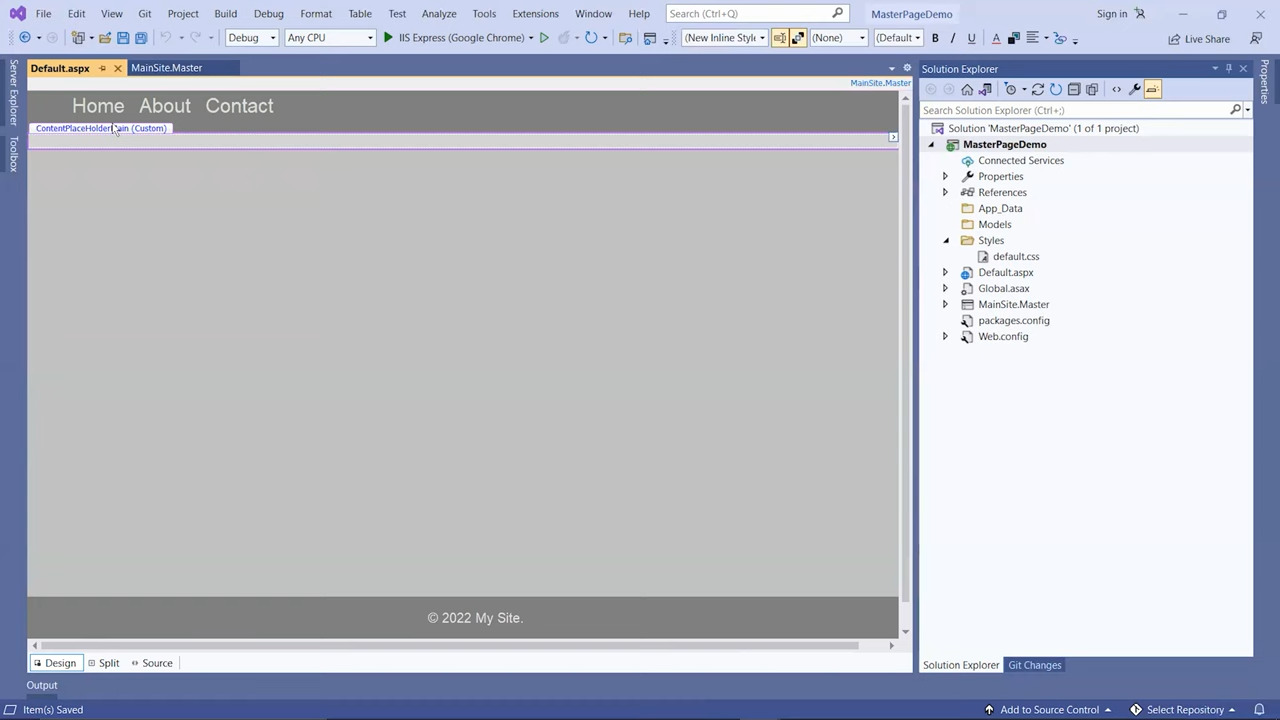 File Edit View Git Project Build Debug Format Table Test Analyze Tools Extensions Window Help Search (Ctrl+Q) MasterPageDemo Sign in
Debug Any CPU IIS Express (Google Chrome) (New Inline Style (None) (Default B I U A Live Share
Default.aspx MainSite.Master Solution Explorer
MainSite.Master
Server Explorer
Toolbox
Properties
Home About Contact
ContentPlaceHolderMain (Custom)
© 2022 My Site.
Search Solution Explorer (Ctrl+;)
Solution 'MasterPageDemo' (1 of 1 project)
MasterPageDemo
Connected Services
Properties
References
App_Data
Models
Styles
default.css
Default.aspx
Global.asax
MainSite.Master
packages.config
Web.config
Design Split Source Solution Explorer Git Changes
Output
Item(s) Saved Add to Source Control Select Repository